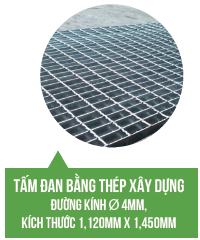 TẤM ĐAN BẰNG THÉP XÂY DỰNG
ĐƯỜNG KÍNH Ø 4MM,
KÍCH THƯỚC 1,120MM X 1,450MM